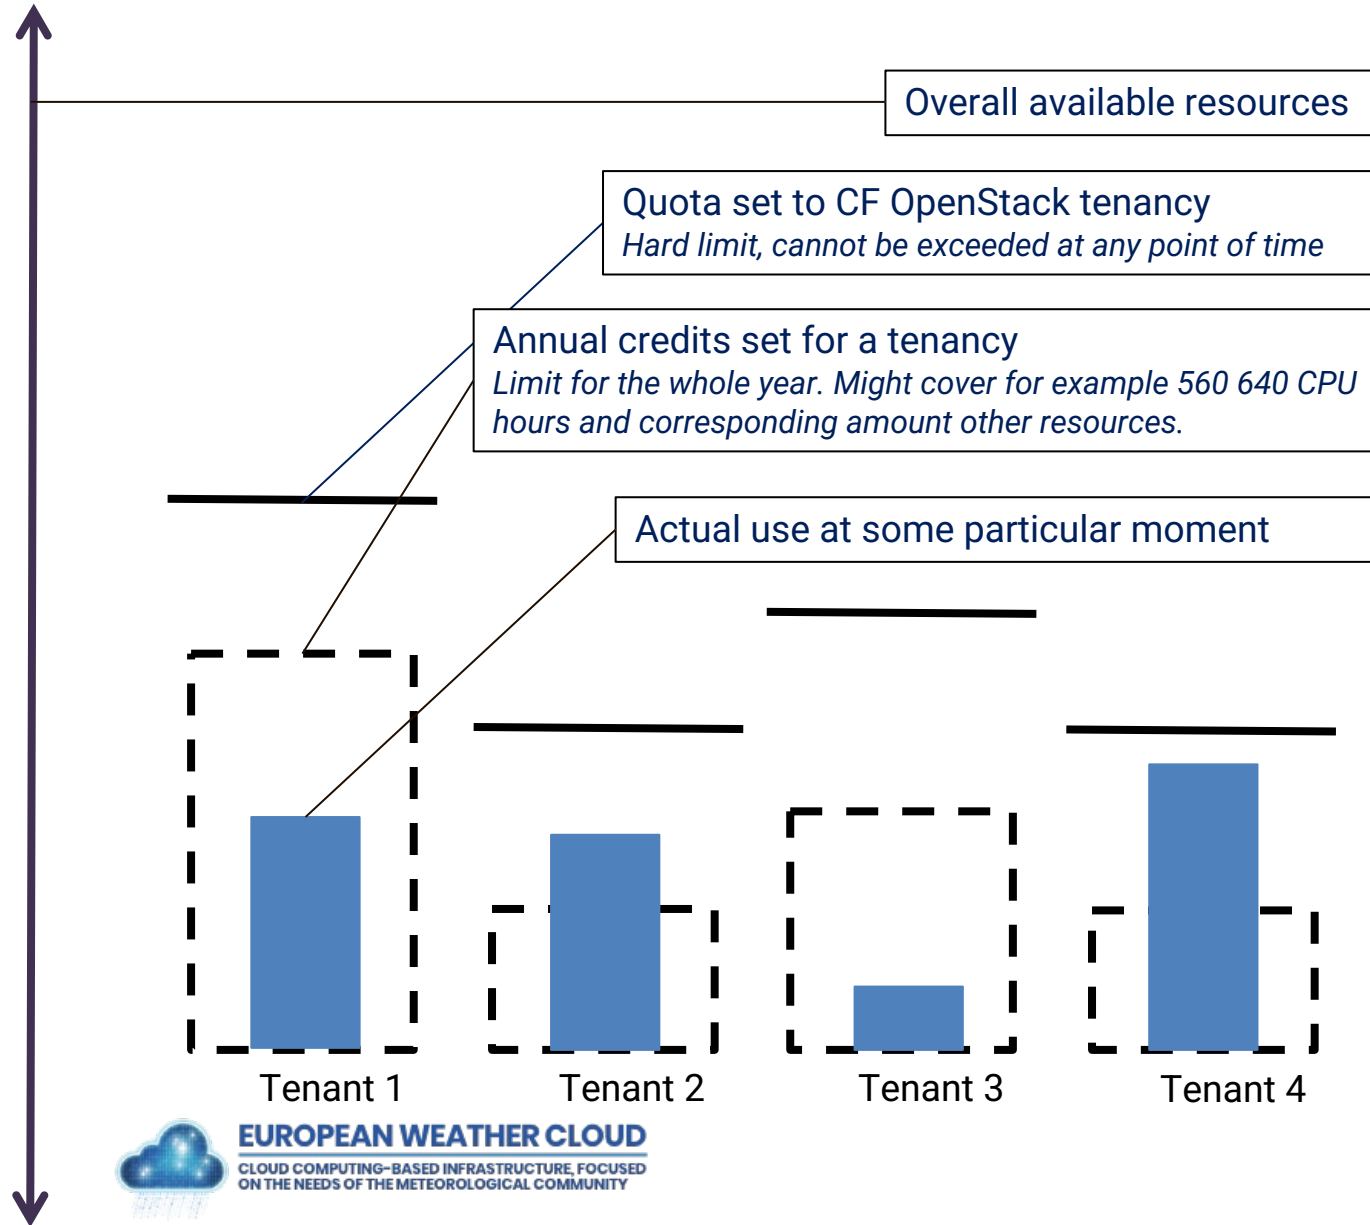 Overall available resources
Quota set to CF OpenStack tenancy
Hard limit, cannot be exceeded at any point of time
Annual credits set for a tenancy
Limit for the whole year. Might cover for example 560 640 CPU
hours and corresponding amount other resources.
Actual use at some particular moment
Tenant 1
Tenant 2
Tenant 3
Tenant 4
EUROPEAN WEATHER CLOUD
CLOUD COMPUTING-BASED INFRASTRUCTURE, FOCUSED
ON THE NEEDS OF THE METEOROLOGICAL COMMUNITY